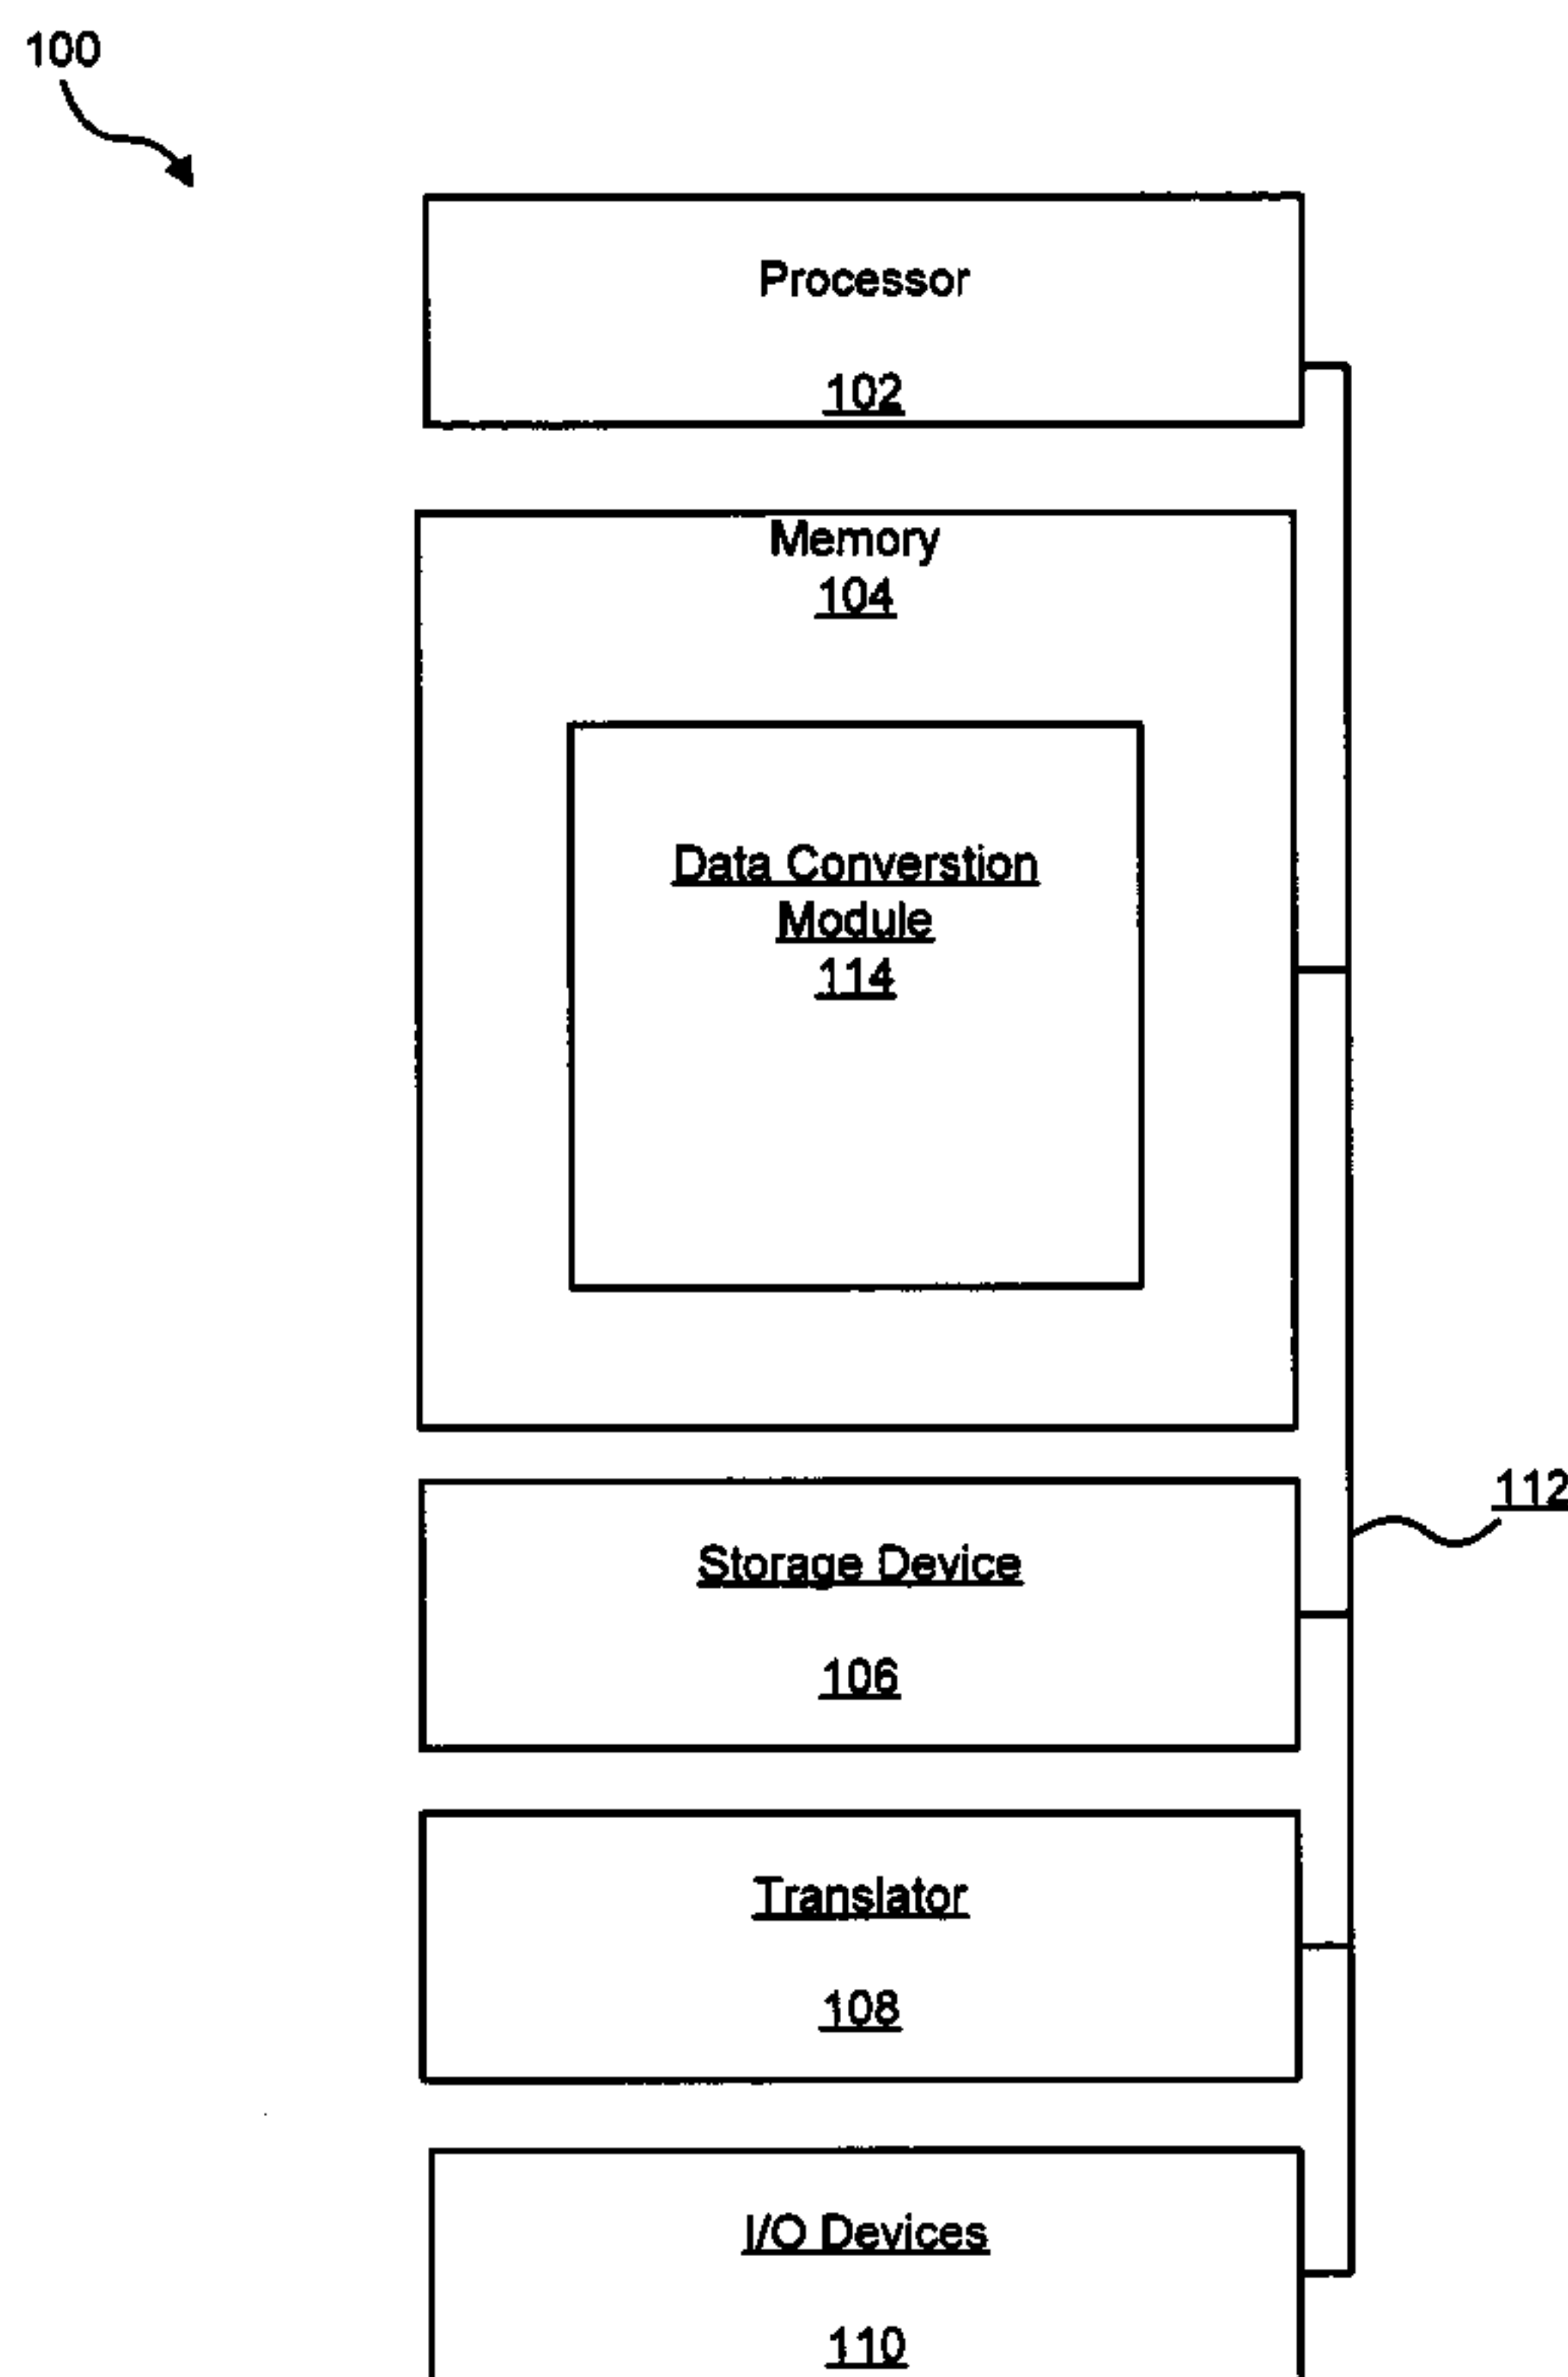 100
Processor
102
Memory
104
Data Converstion
Module
114
112
Storage Device
106
Translator
108
I/O Devices
110